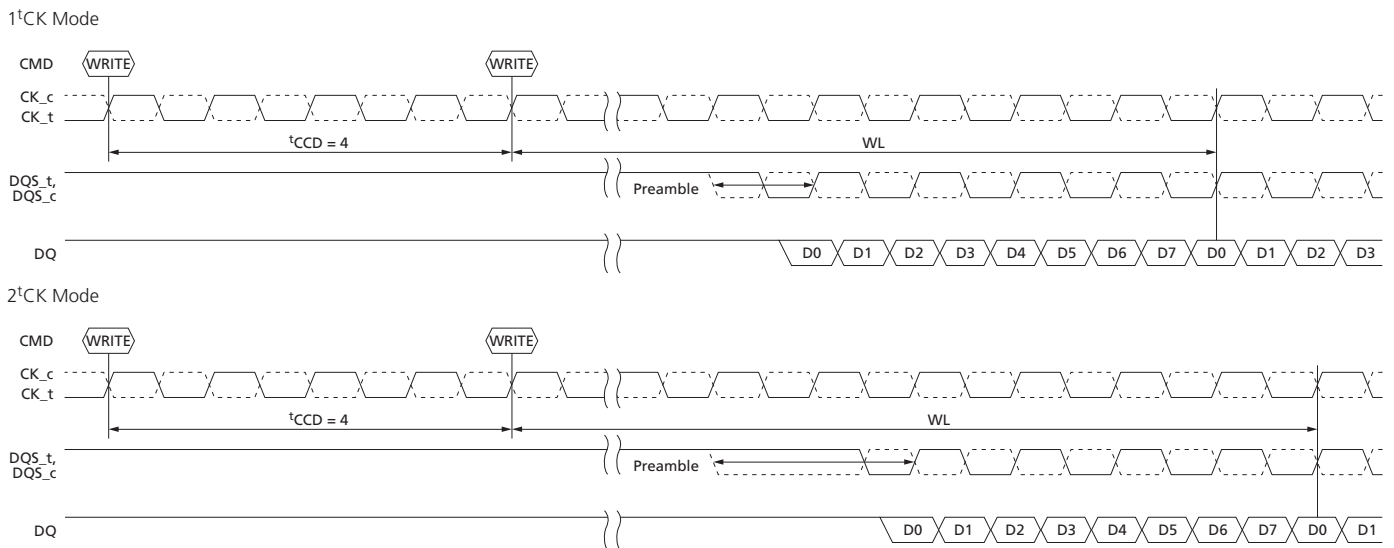 1tCK Mode
CMD WRITE WRITE
CK_c
CK_t
tCCD = 4 WL
DQS_t,
DQS_c Preamble
DQ D0 D1 D2 D3 D4 D5 D6 D7 D0 D1 D2 D3
2tCK Mode
CMD WRITE WRITE
CK_c
CK_t
tCCD = 4 WL
DQS_t,
DQS_c Preamble
DQ D0 D1 D2 D3 D4 D5 D6 D7 D0 D1